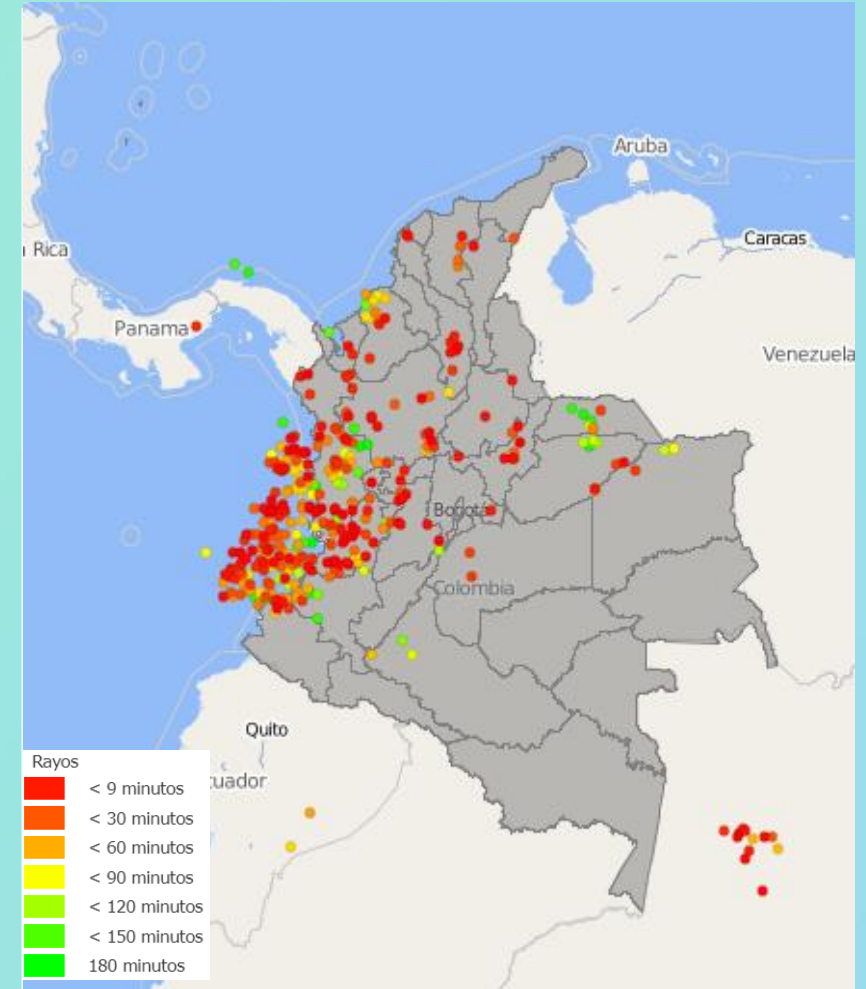 Aruba
Caracas
Rica
Panama
Venezuela
Bogotá
Colombia
Quito
cuador
Rayos
< 9 minutos
< 30 minutos
< 60 minutos
< 90 minutos
< 120 minutos
< 150 minutos
180 minutos